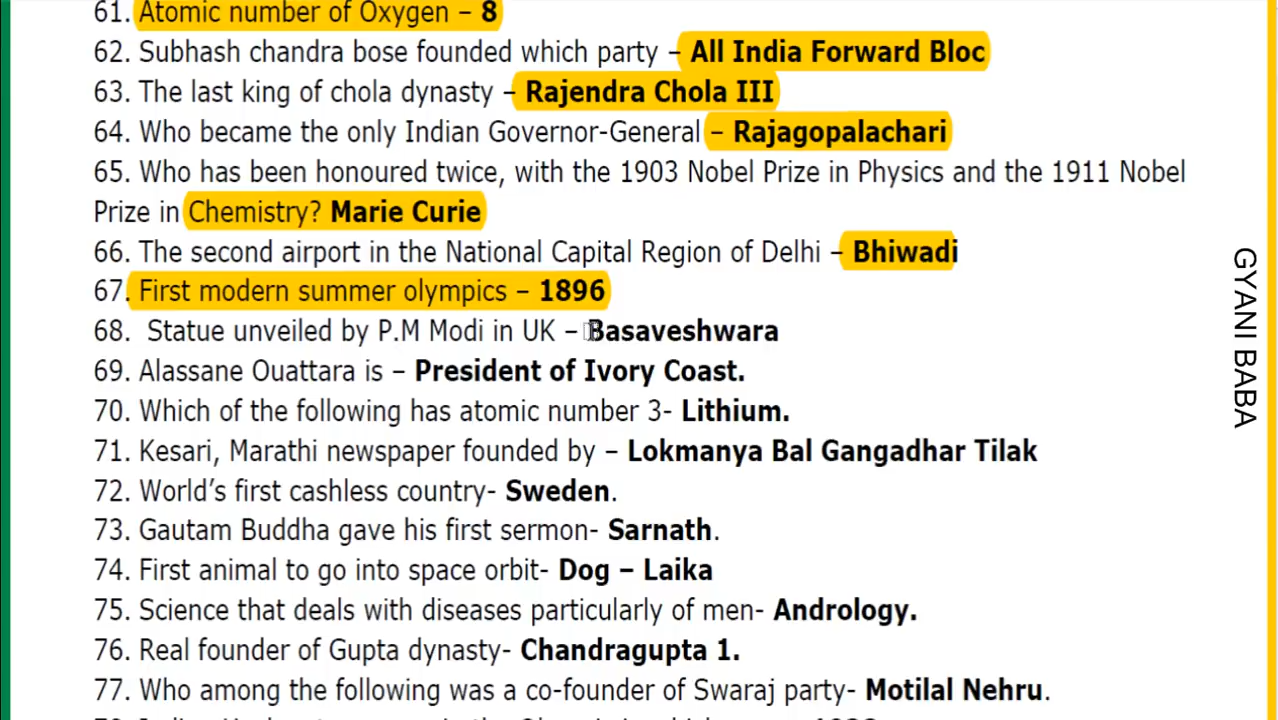 61. Atomic number of Oxygen – 8
62. Subhash chandra bose founded which party – All India Forward Bloc
63. The last king of chola dynasty – Rajendra Chola III
64. Who became the only Indian Governor-General – Rajagopalachari
65. Who has been honoured twice, with the 1903 Nobel Prize in Physics and the 1911 Nobel
Prize in Chemistry? Marie Curie
66. The second airport in the National Capital Region of Delhi – Bhiwadi
67. First modern summer olympics – 1896
68. Statue unveiled by P.M Modi in UK – Basaveshwara
69. Alassane Ouattara is – President of Ivory Coast.
70. Which of the following has atomic number 3- Lithium.
71. Kesari, Marathi newspaper founded by – Lokmanya Bal Gangadhar Tilak
72. World’s first cashless country- Sweden.
73. Gautam Buddha gave his first sermon- Sarnath.
74. First animal to go into space orbit- Dog – Laika
75. Science that deals with diseases particularly of men- Andrology.
76. Real founder of Gupta dynasty- Chandragupta 1.
77. Who among the following was a co-founder of Swaraj party- Motilal Nehru.
GYANI BABA